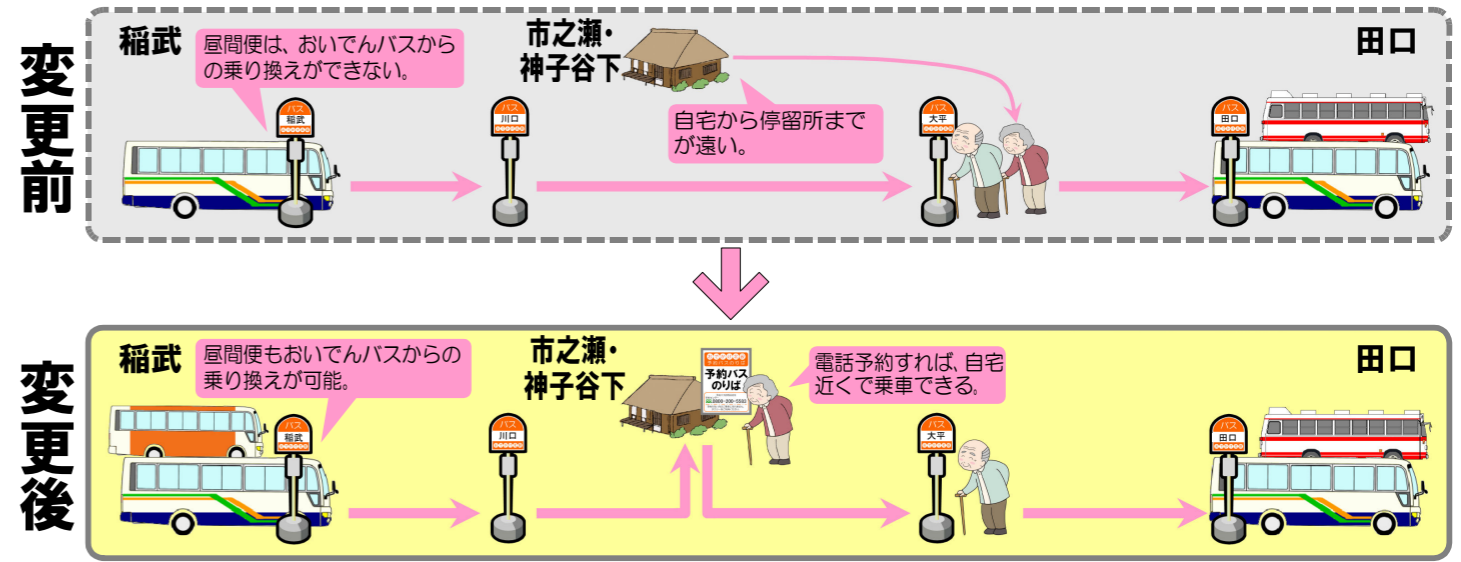 変更前
稲武
昼間便は、おいでんバスから
の乗り換えができない。
市之瀬・
神子谷下
自宅から停留所まで
が遠い。
田口
バス
稲武
バス
川口
バス
大平
バス
田口
変更後
稲武
昼間便もおいでんバスからの
乗り換えが可能。
市之瀬・
神子谷下
予約バス
のりば
電話予約すれば、自宅
近くで乗車できる。
田口
バス
稲武
バス
川口
バス
大平
バス
田口